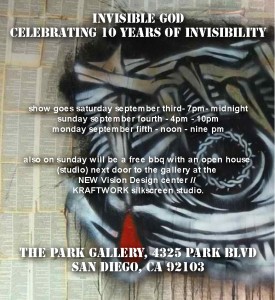 INVISIBLE GOD
CELEBRATING 10 YEARS OF INVISIBILITY
show goes saturday september third- 7pm- midnight
sunday september fourth - 4pm - 10pm
monday september fifth - noon - nine pm
also on sunday will be a free bbq with an open house
(studio) next door to the gallery at the
NEW Vision Design center //
KRAFTWORK silkscreen studio.
THE PARK GALLERY, 4325 PARK BLVD
SAN DIEGO, CA 92103